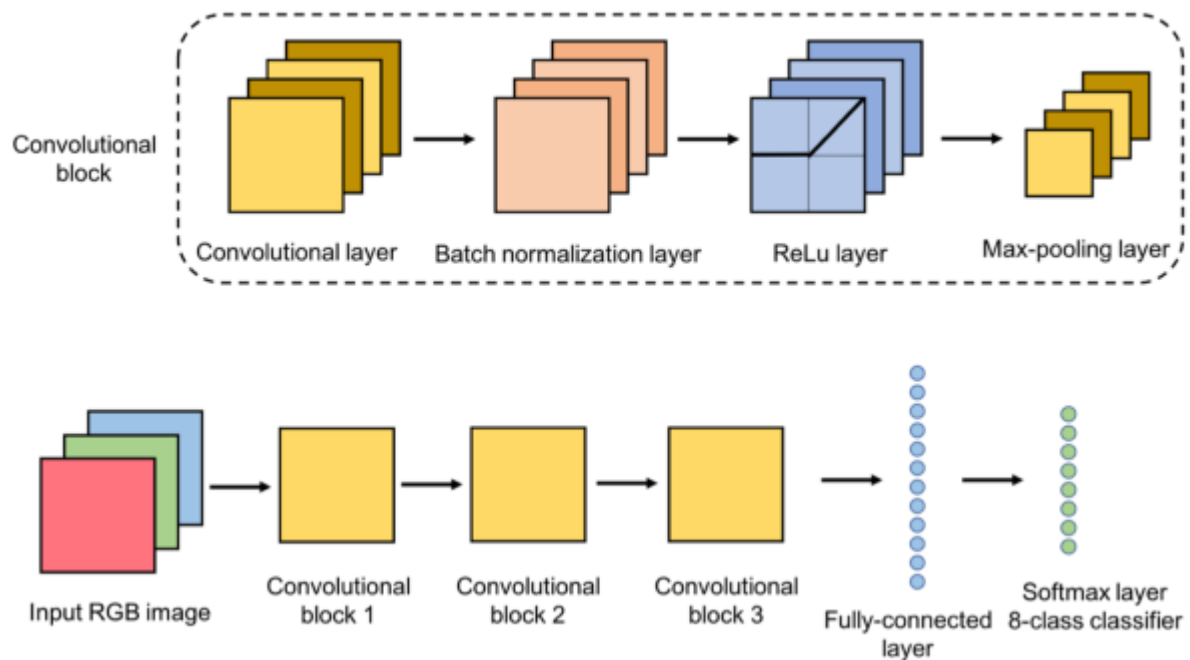 Convolutional
block
Convolutional layer
Batch normalization layer
ReLu layer
Max-pooling layer
Input RGB image
Convolutional
block 1
Convolutional
block 2
Convolutional
block 3
Fully-connected
layer
Softmax layer
8-class classifier